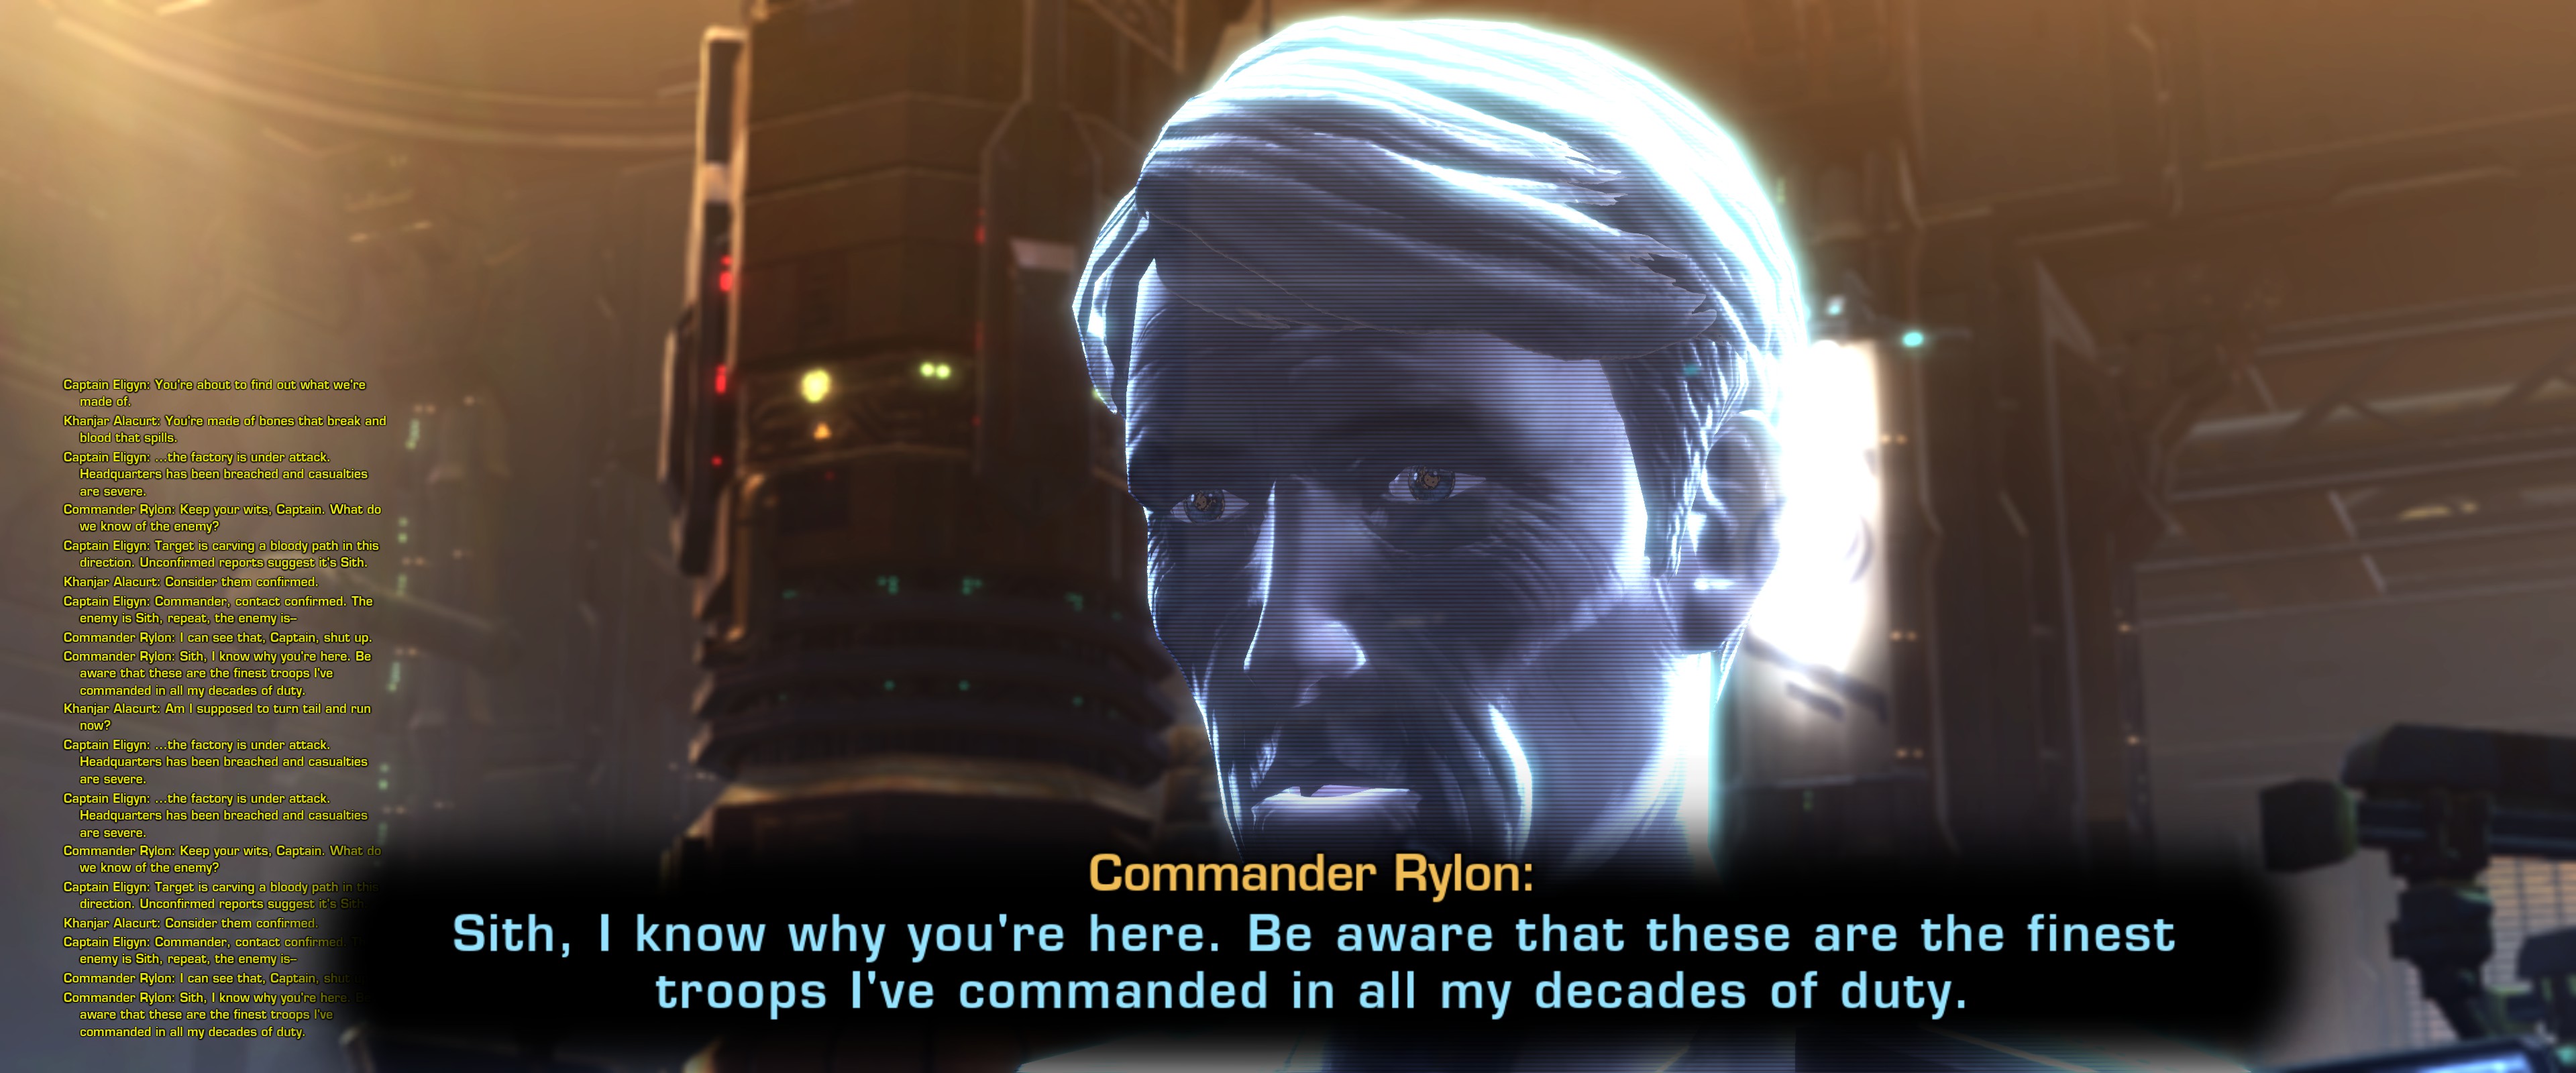 Captain Eligyn: You're about to find out what we're
made of.
Khanjar Alacurt: You're made of bones that break and
blood that spills.
Captain Eligyn: ...the factory is under attack.
Headquarters has been breached and casualties
are severe.
Commander Rylon: Keep your wits, Captain. What do
we know of the enemy?
Captain Eligyn: Target is carving a bloody path in this
direction. Unconfirmed reports suggest it's Sith.
Khanjar Alacurt: Consider them confirmed.
Captain Eligyn: Commander, contact confirmed. The
enemy is Sith, repeat, the enemy is–
Commander Rylon: I can see that, Captain, shut up.
Commander Rylon: Sith, I know why you're here. Be
aware that these are the finest troops I've
commanded in all my decades of duty.
Khanjar Alacurt: Am I supposed to turn tail and run
now?
Captain Eligyn: ...the factory is under attack.
Headquarters has been breached and casualties
are severe.
Captain Eligyn: ...the factory is under attack.
Headquarters has been breached and casualties
are severe.
Commander Rylon: Keep your wits, Captain. What do
we know of the enemy?
Captain Eligyn: Target is carving a bloody path in this
direction. Unconfirmed reports suggest it's Sith
Khanjar Alacurt: Consider them confirmed.
Captain Eligyn: Commander, contact confirmed.
enemy is Sith, repeat, the enemy is–
Commander Rylon: I can see that, Captain, shut
Commander Rylon: Sith, I know why you're here.
aware that these are the finest troops I've
commanded in all my decades of duty.
Commander Rylon:
Sith, I know why you're here. Be aware that these are the finest
troops I've commanded in all my decades of duty.